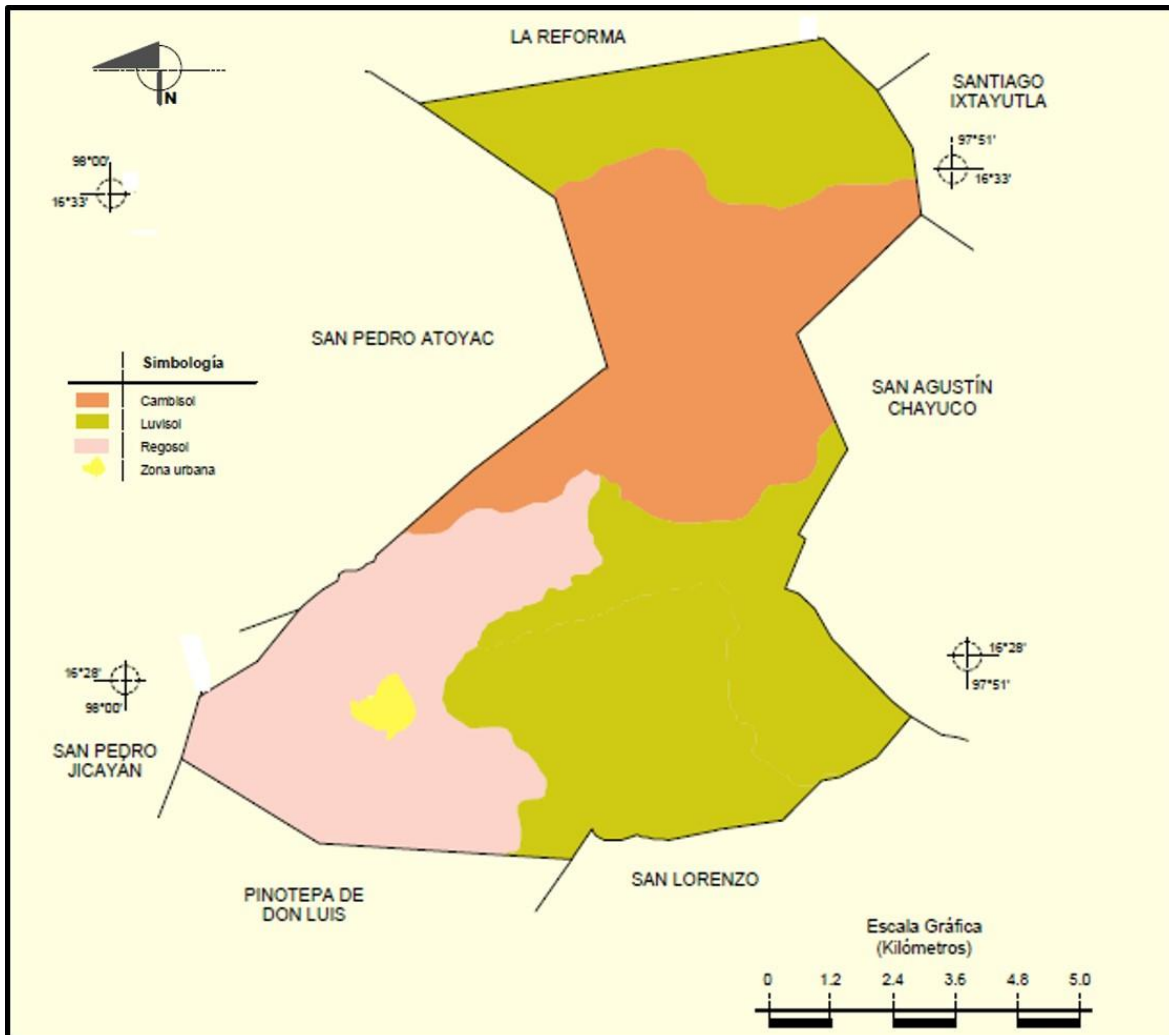 LA REFORMA
N
SANTIAGO
IXTAYUTLA
98°00'
16°33'
97°51'
16°33'
SAN PEDRO ATOYAC
Simbología
Cambisol
Luvisol
Regosol
Zona urbana
SAN AGUSTÍN
CHAYUCO
16°28'
98°00'
16°28'
97°51'
SAN PEDRO
JICAYÁN
PINOTEPA DE
DON LUIS
SAN LORENZO
Escala Gráfica
(Kilómetros)
0 1.2 2.4 3.6 4.8 5.0